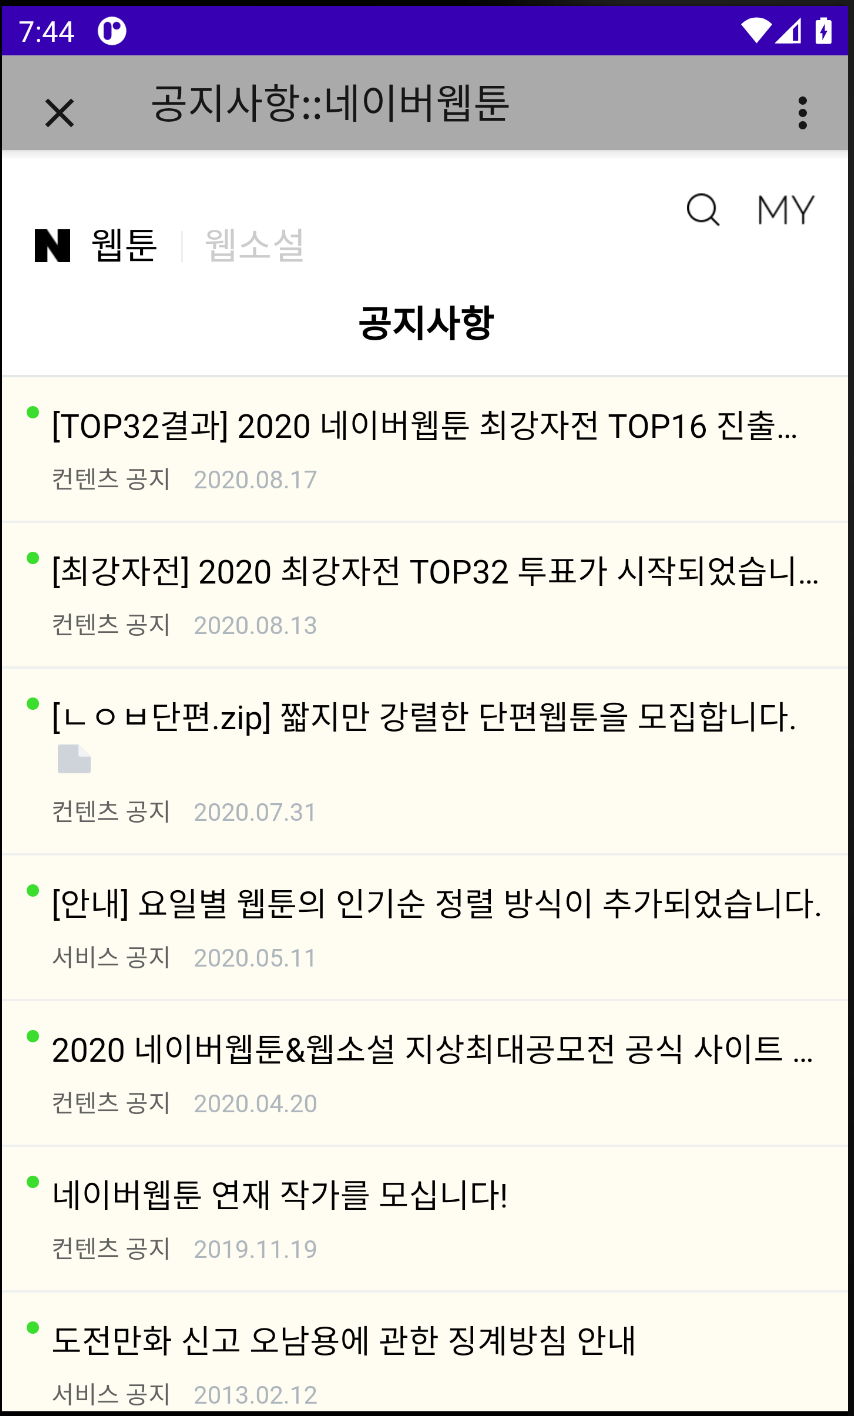 7:44
공지사항::네이버웹툰
MY
N 웹툰 웹소설
공지사항
[TOP32결과] 2020 네이버웹툰 최강자전 TOP16 진출...
컨텐츠 공지 2020.08.17
[최강자전] 2020 최강자전 TOP32 투표가 시작되었습니...
컨텐츠 공지 2020.08.13
[ㄴㅇㅂ단편.zip] 짧지만 강렬한 단편웹툰을 모집합니다.
컨텐츠 공지 2020.07.31
[안내] 요일별 웹툰의 인기순 정렬 방식이 추가되었습니다.
서비스 공지 2020.05.11
2020 네이버웹툰&웹소설 지상최대공모전 공식 사이트 ...
컨텐츠 공지 2020.04.20
네이버웹툰 연재 작가를 모십니다!
컨텐츠 공지 2019.11.19
도전만화 신고 오남용에 관한 징계방침 안내
서비스 공지 2013.02.12